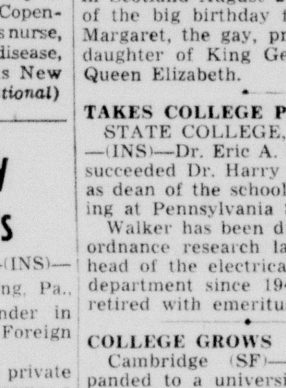 Copen-
s nurse,
disease,
s New
tional)
s
-(INS)—
ng, Pa.,
nder in
Foreign
private
of the big birthday
Margaret, the gay, pr
daughter of King Ge
Queen Elizabeth.
TAKES COLLEGE P
STATE COLLEGE,
—(INS)—Dr. Eric A.
succeeded Dr. Harry
as dean of the school
ing at Pennsylvania
Walker has been d
ordnance research la
head of the electrica
department since 194
retired with emeritu
COLLEGE GROWS
Cambridge (SF)—
panded to a universi